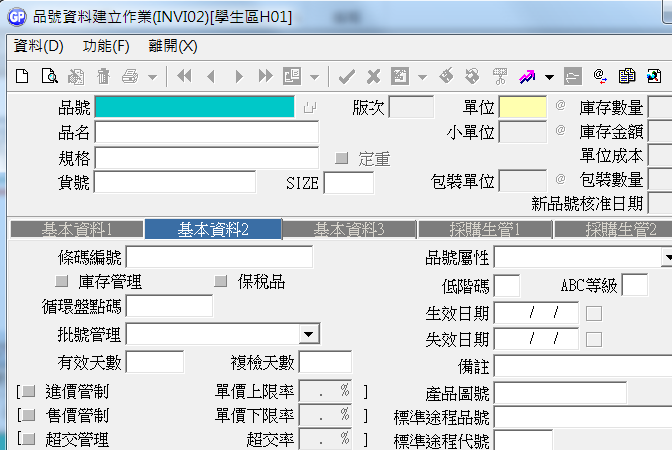 GP 品號資料建立作業(INVI02)[學生區H01]
資料(D) 功能(F) 離開(X)
品號 版次 單位 @ 庫存數量
品名 小單位 @ 庫存金額
規格 定重 單位成本
貨號 SIZE 包裝單位 @ 包裝數量
新品號核准日期
基本資料1 基本資料2 基本資料3 採購生管1 採購生管2
條碼編號 品號屬性
庫存管理 保稅品 低階碼 ABC等級
循環盤點碼 生效日期 / /
批號管理 失效日期 / /
有效天數 複檢天數 備註
[ 進價管制 單價上限率 . % ] 產品圖號
[ 售價管制 單價下限率 . % ] 標準途程品號
[ 超交管理 超交率 . % ] 標準途程代號